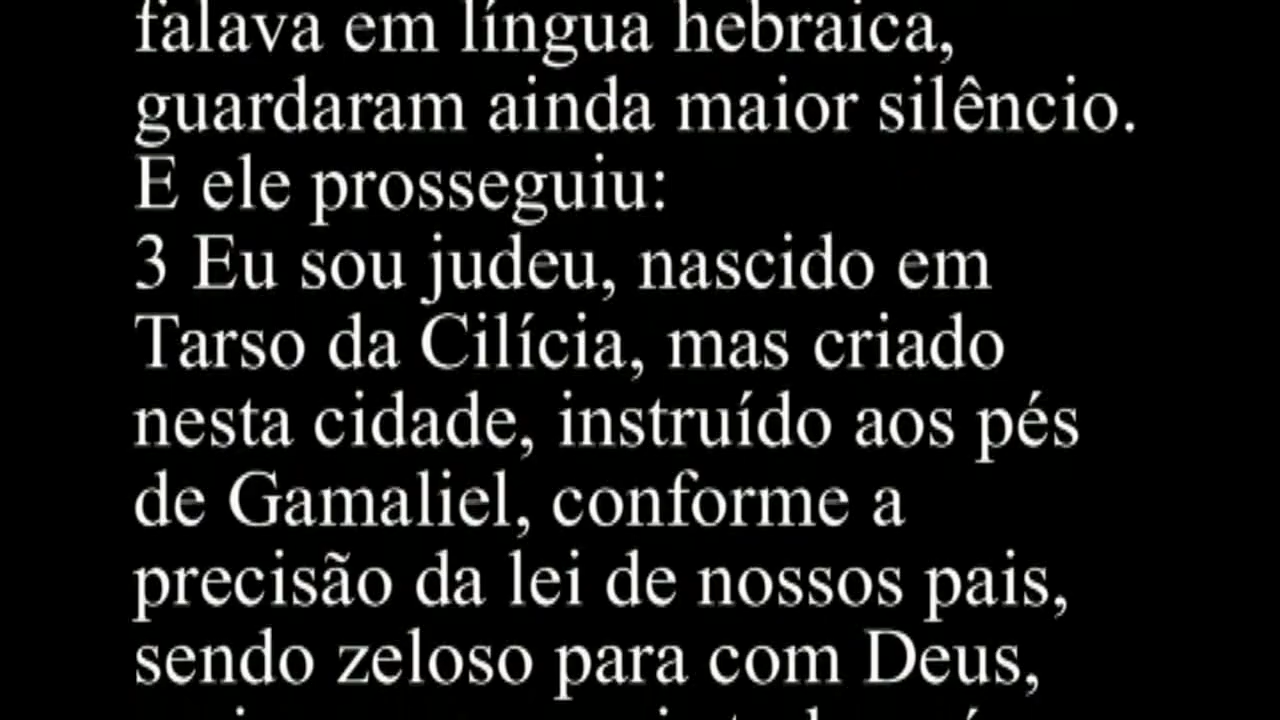 falava em língua hebraica,
guardaram ainda maior silêncio.
E ele prosseguiu:
3 Eu sou judeu, nascido em
Tarso da Cilícia, mas criado
nesta cidade, instruído aos pés
de Gamaliel, conforme a
precisão da lei de nossos pais,
sendo zeloso para com Deus,